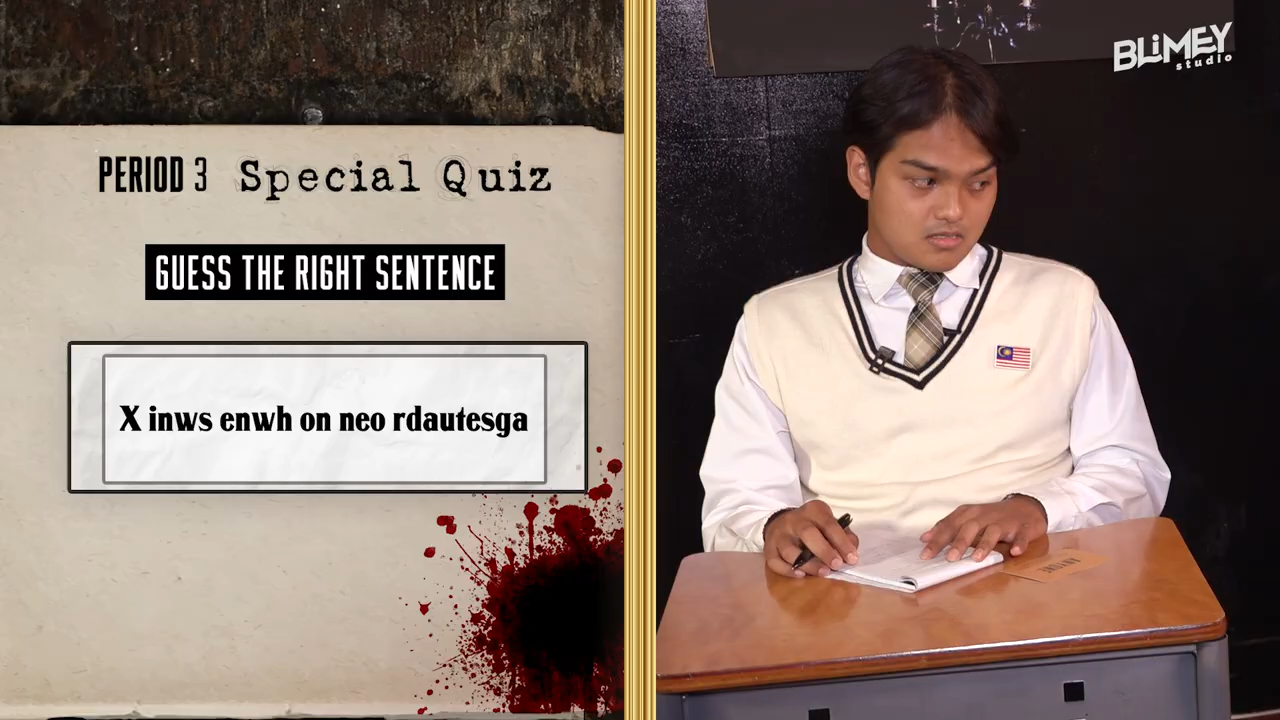 BLiMEY
studio
PERIOD 3 Special Quiz
GUESS THE RIGHT SENTENCE
X inws enwh on neo rdautesga